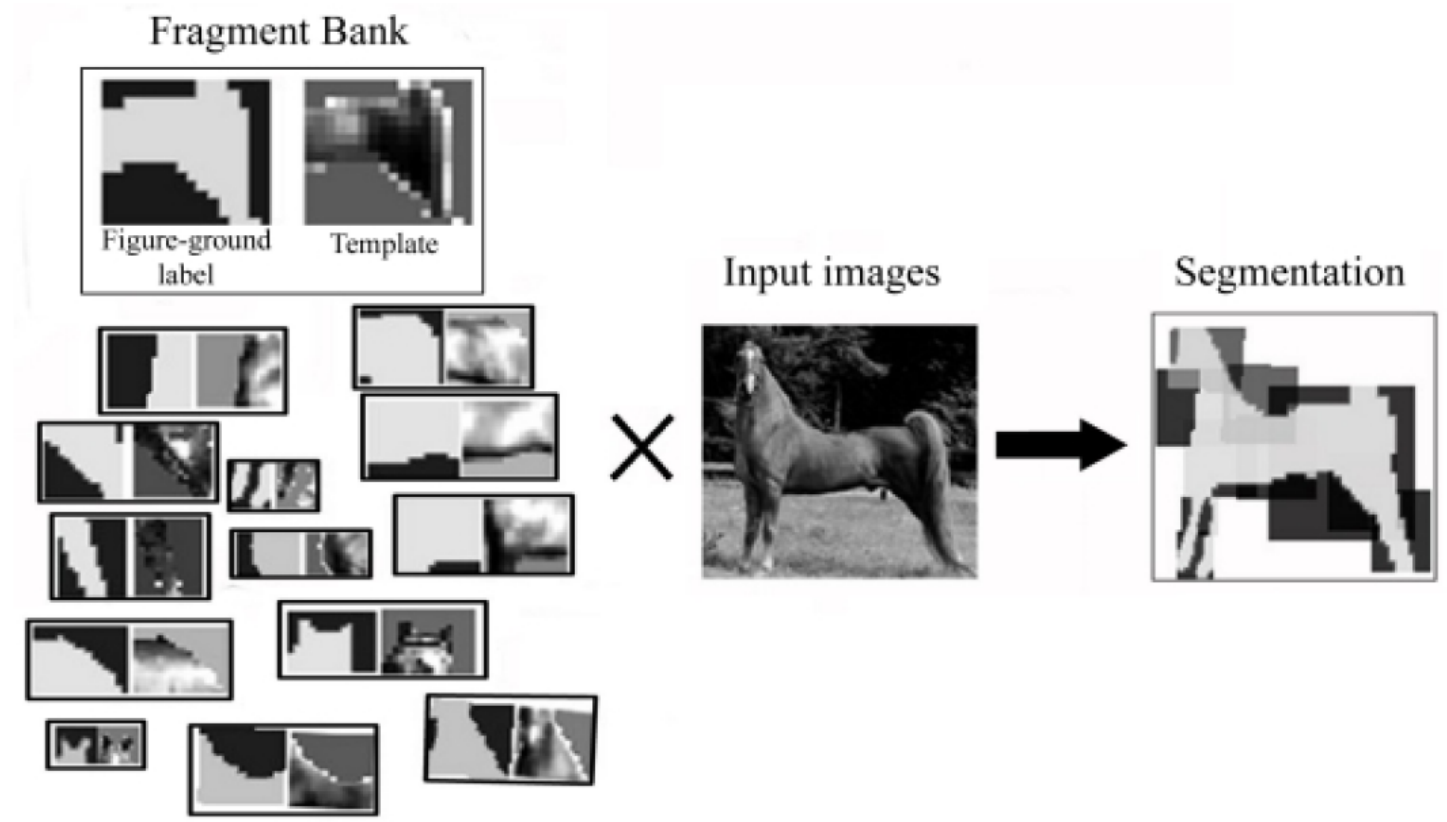 Fragment Bank
Figure-ground
label
Template
Input images
Segmentation